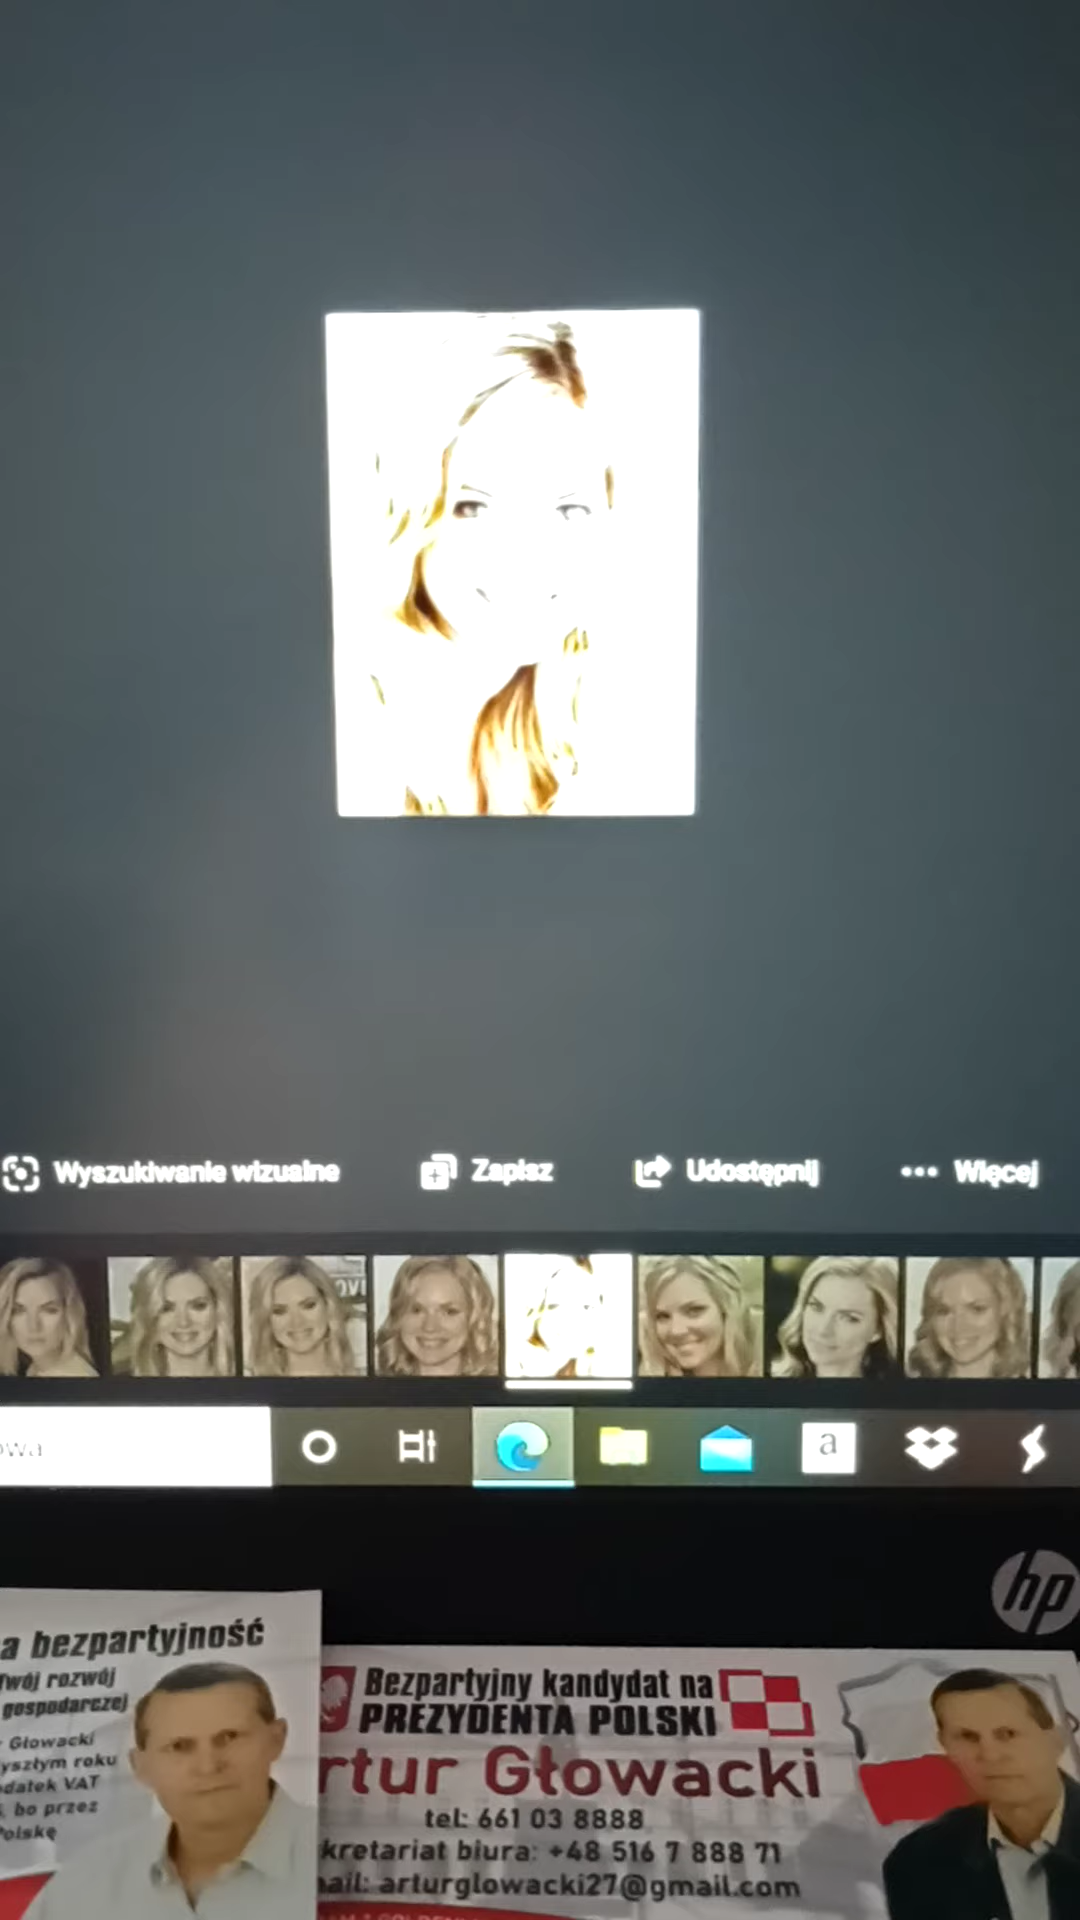 Wyszukiwanie wizualne
Zapisz
Udostępnij
Więcej
owa
a
hp
a bezpartyjność
Twój rozwój
gospodarczej
Głowacki
yszłym roku
datek VAT
, bo przez
Polskę
Bezpartyjny kandydat na
PREZYDENTA POLSKI
rtur Głowacki
tel: 661 03 8888
kretariat biura: +48 516 7 888 71
ail: arturglowacki27@gmail.com